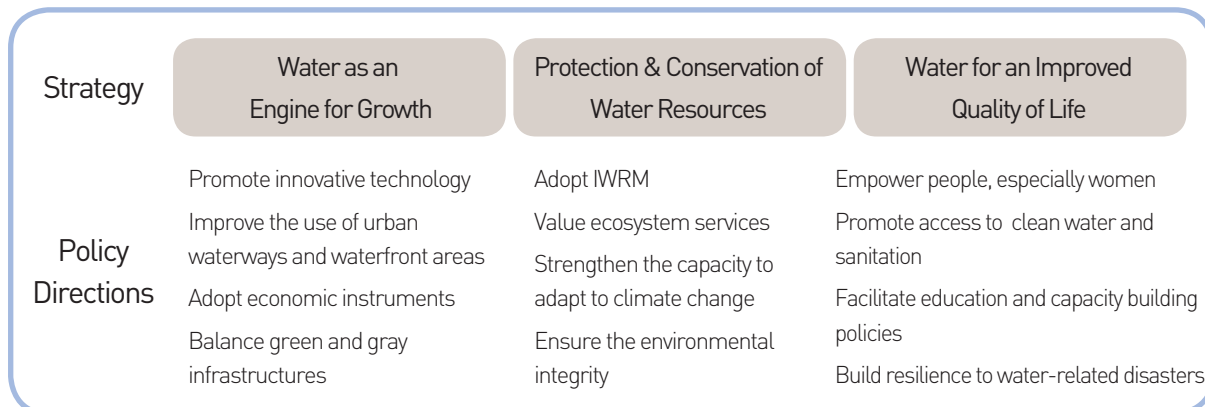 Strategy
Water as an
Engine for Growth
Protection & Conservation of
Water Resources
Water for an Improved
Quality of Life
Policy
Directions
Promote innovative technology
Improve the use of urban
waterways and waterfront areas
Adopt economic instruments
Balance green and gray
infrastructures
Adopt IWRM
Value ecosystem services
Strengthen the capacity to
adapt to climate change
Ensure the environmental
integrity
Empower people, especially women
Promote access to clean water and
sanitation
Facilitate education and capacity building
policies
Build resilience to water-related disasters